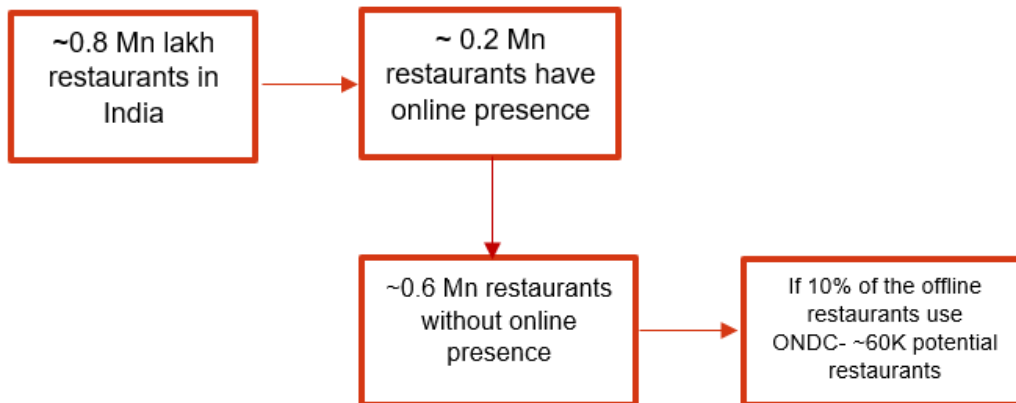 ~0.8 Mn lakh
restaurants in
India
~ 0.2 Mn
restaurants have
online presence
~0.6 Mn restaurants
without online
presence
If 10% of the offline
restaurants use
ONDC- ~60K potential
restaurants